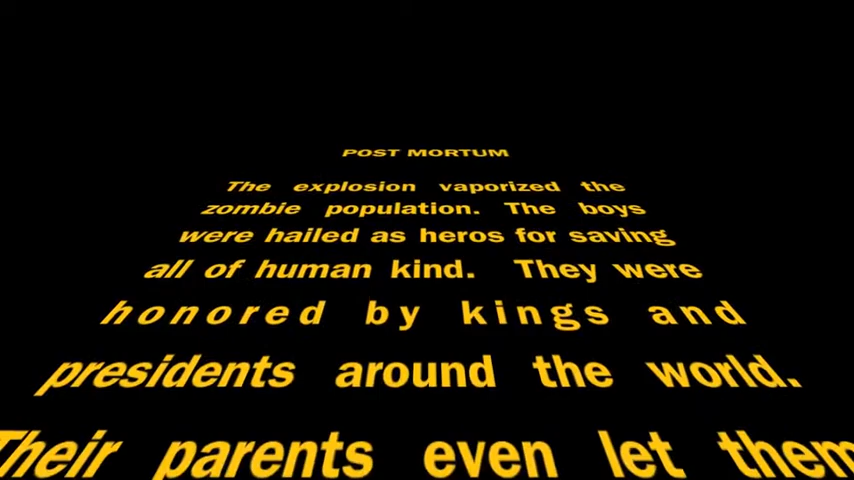 POST MORTUM
The explosion vaporized the
zombie population. The boys
were hailed as heros for saving
all of human kind. They were
honored by kings and
presidents around the world.
Their parents even let them